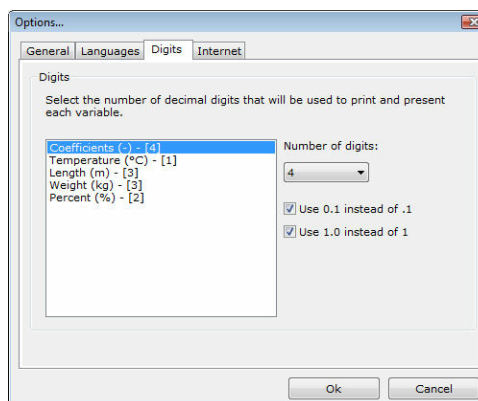 Options...
General Languages Digits Internet
Digits
Select the number of decimal digits that will be used to print and present
each variable.
Coefficients (-) - [4]
Temperature (°C) - [1]
Length (m) - [3]
Weight (kg) - [3]
Percent (%) - [2]
Number of digits:
4
Use 0.1 instead of .1
Use 1.0 instead of 1
Ok Cancel